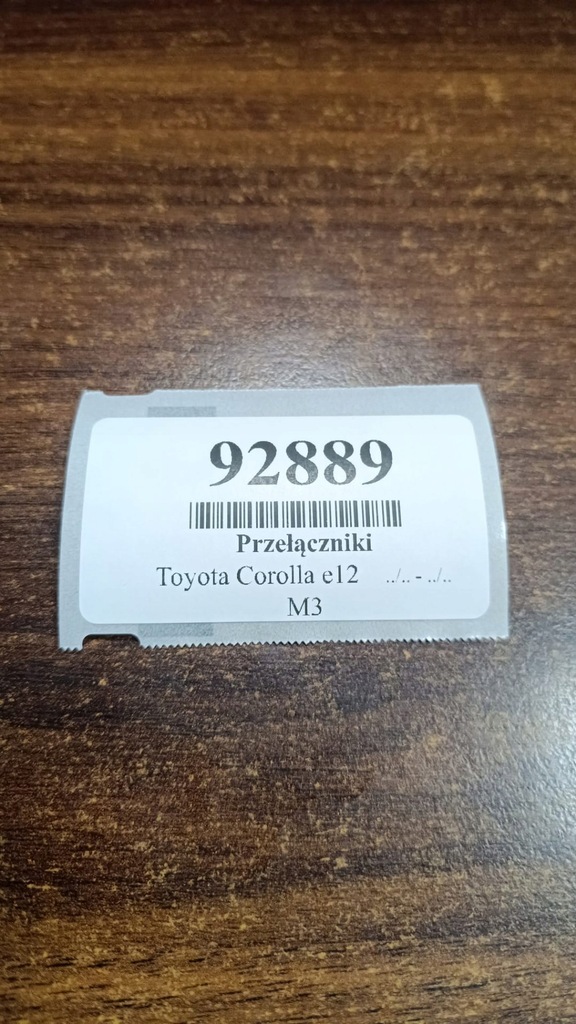 92889
Przełączniki
Toyota Corolla e12 ../.. - ../..
M3